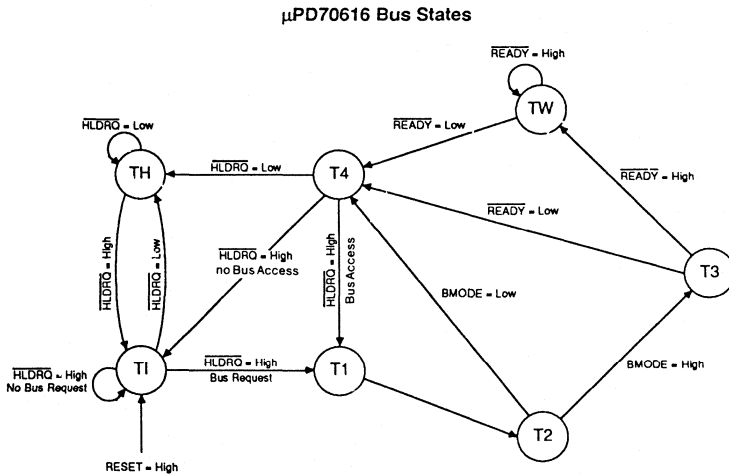 μPD70616 Bus States
READY = High
TW
HLDRQ = Low
READY = Low
TH
HLDRQ = Low
T4
READY = High
READY = Low
HLDRQ = High
HLDRQ = Low
HLDRQ = High
no Bus Access
HLDRQ = High
Bus Access
T3
BMODE = Low
HLDRQ = High
No Bus Request
TI
HLDRQ = High
Bus Request
T1
BMODE = High
T2
RESET = High